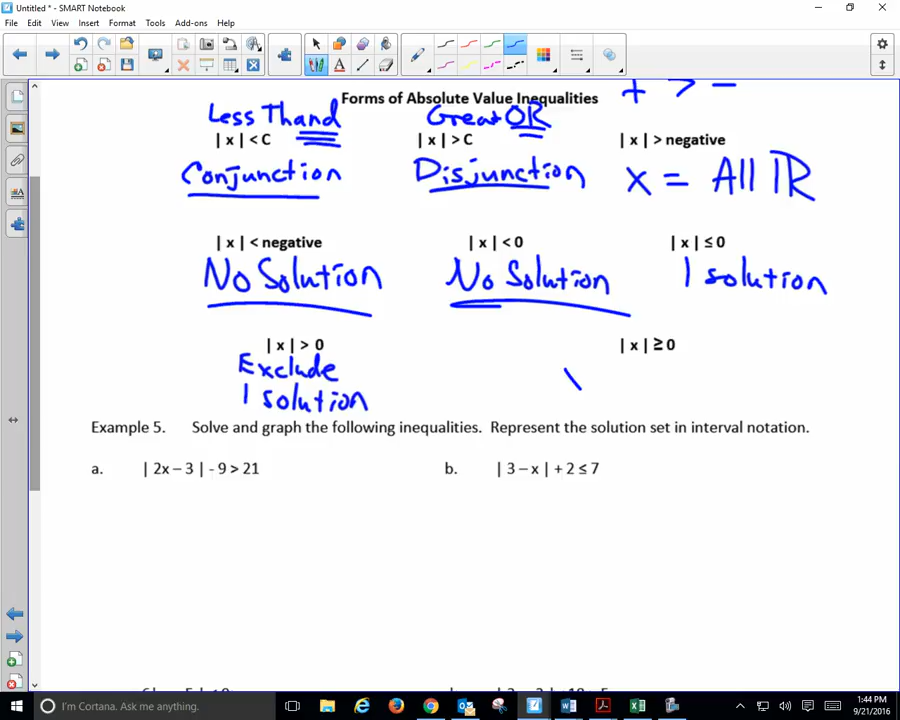 Untitled * - SMART Notebook
File Edit View Insert Format Tools Add-ons Help
+ > -
Forms of Absolute Value Inequalities
Less Thand GreatOR
| x | < C | x | > C | x | > negative
Conjunction Disjunction x = All ℝ
| x | < negative | x | < 0 | x | ≤ 0
No Solution No Solution 1 solution
| x | > 0 | x | ≥ 0
Exclude
1 solution
Example 5. Solve and graph the following inequalities. Represent the solution set in interval notation.
a. | 2x – 3 | - 9 > 21 b. | 3 – x | + 2 ≤ 7
I'm Cortana. Ask me anything.
1:44 PM
9/21/2016